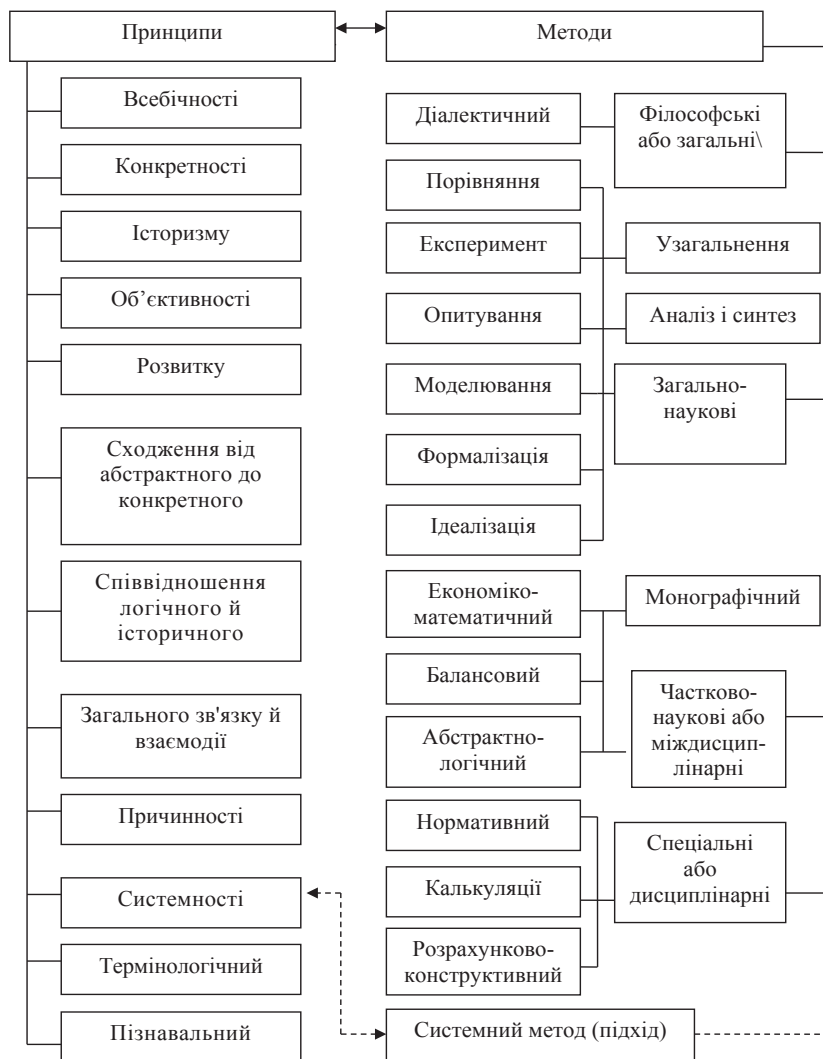 Принципи
Методи
Всебічності
Конкретності
Історизму
Об’єктивності
Розвитку
Сходження від
абстрактного до
конкретного
Співвідношення
логічного й
історичного
Загального зв'язку й
взаємодії
Причинності
Системності
Термінологічний
Пізнавальний
Діалектичний
Філософські
або загальні\
Порівняння
Експеримент
Узагальнення
Опитування
Аналіз і синтез
Моделювання
Загально-
наукові
Формалізація
Ідеалізація
Економіко-
математичний
Монографічний
Балансовий
Частково-
наукові або
міждисцип-
лінарні
Абстрактно-
логічний
Нормативний
Спеціальні
або
дисциплінарні
Калькуляції
Розрахунково-
конструктивний
Системний метод (підхід)